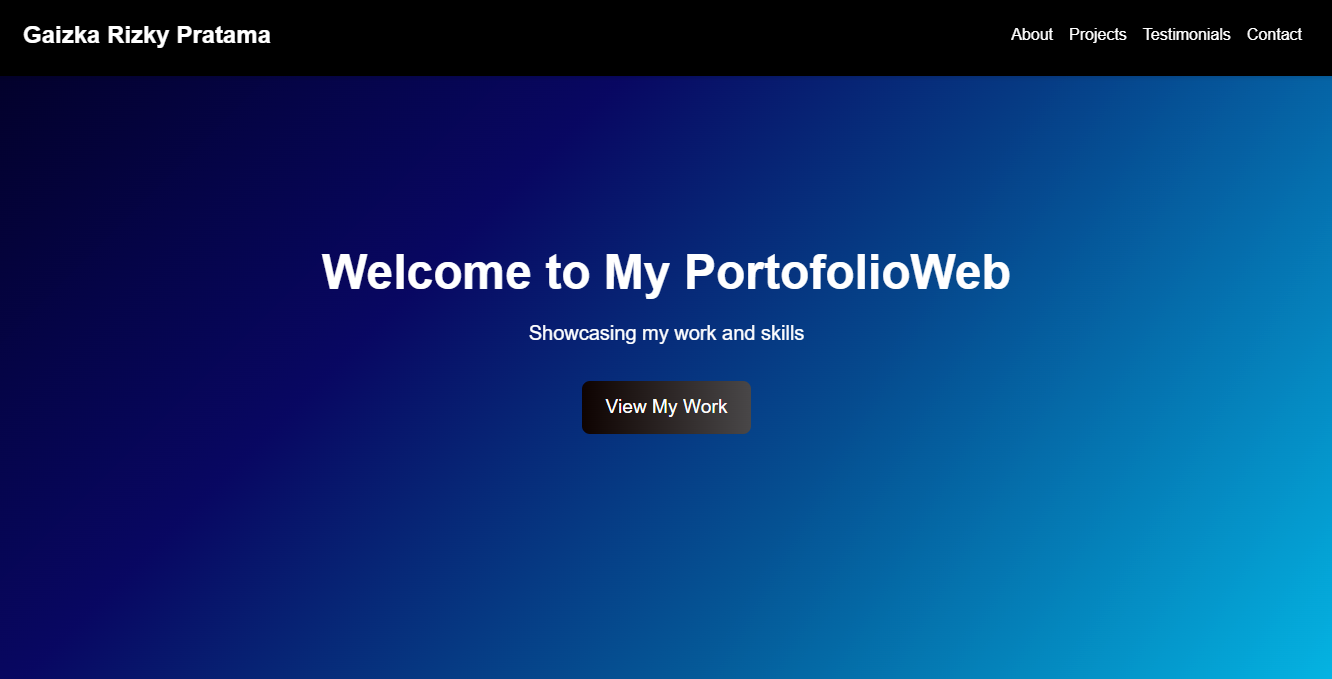 Gaizka Rizky Pratama
About Projects Testimonials Contact
Welcome to My PortofolioWeb
Showcasing my work and skills
View My Work